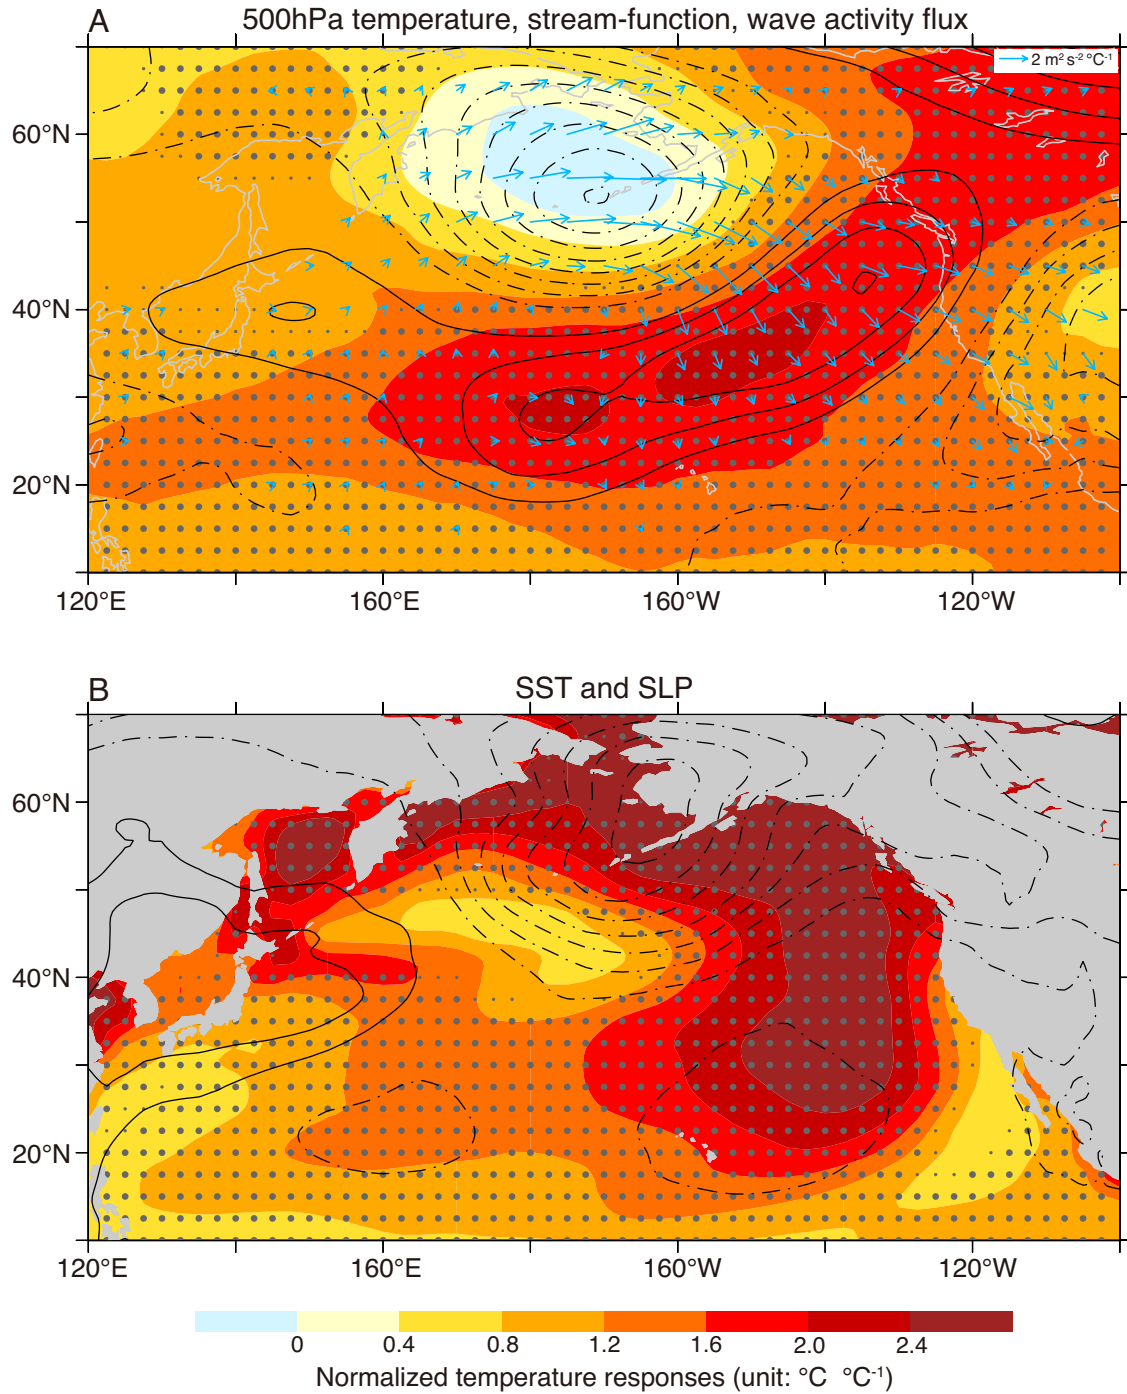 A
500hPa temperature, stream-function, wave activity flux
2 m² s⁻² °C⁻¹
60°N
40°N
20°N
120°E
160°E
160°W
120°W
B
SST and SLP
60°N
40°N
20°N
120°E
160°E
160°W
120°W
0
0.4
0.8
1.2
1.6
2.0
2.4
Normalized temperature responses (unit: °C °C⁻¹)